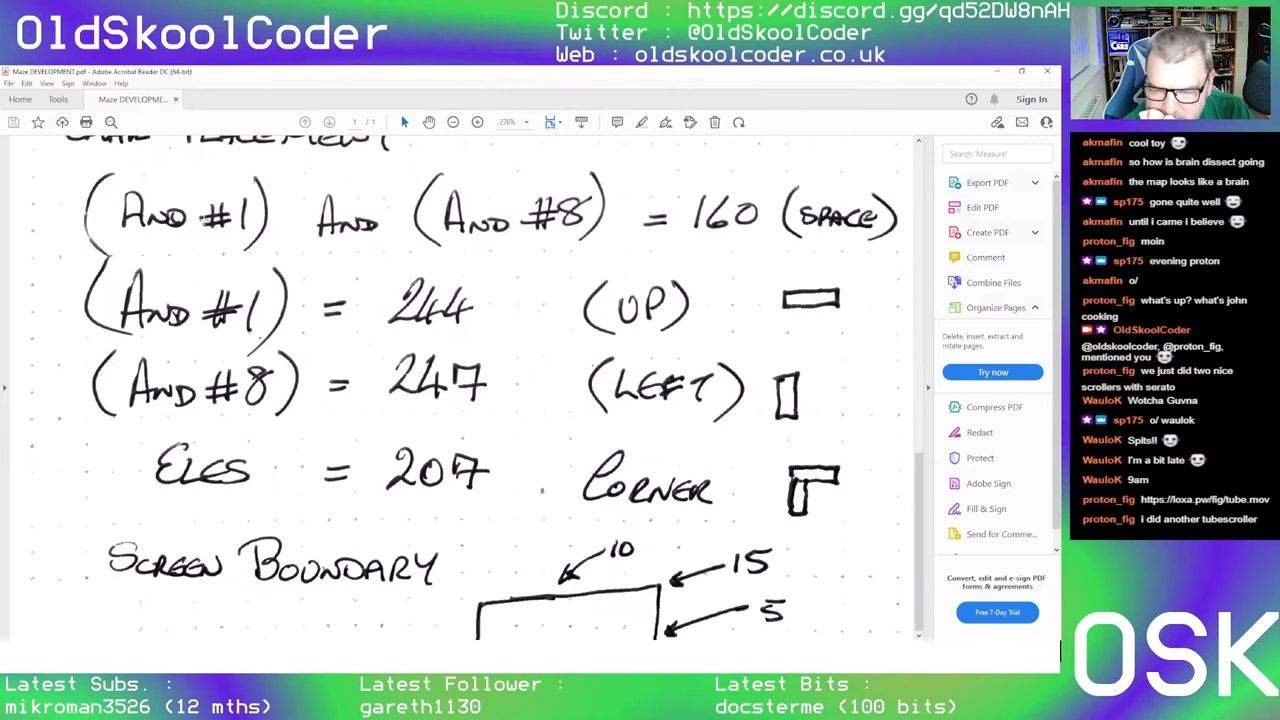 OldSkoolCoder
Discord : https://discord.gg/qd52DW8nAH
Twitter : @OldSkoolCoder
Web : oldskoolcoder.co.uk
Maze DEVELOPMENT.pdf - Adobe Acrobat Reader DC (64-bit)
File Edit View Sign Window Help
Home Tools Maze DEVELOPME... × Sign In
1 / 1 276%
PLACEMENT
(AND #1) AND (AND #8) = 160 (SPACE)
(AND #1) = 244 (UP)
(AND #8) = 247 (LEFT)
ELES = 207 CORNER
SCREEN BOUNDARY
10
15
5
Search 'Measure'
Export PDF
Edit PDF
Create PDF
Comment
Combine Files
Organize Pages
Delete, insert, extract and
rotate pages.
Try now
Compress PDF
Redact
Protect
Adobe Sign
Fill & Sign
Send for Comme...
Convert, edit and e-sign PDF
forms & agreements
Free 7-Day Trial
akmafin cool toy
akmafin so how is brain dissect going
akmafin the map looks like a brain
sp175 gone quite well
akmafin until i came i believe
proton_fig moin
sp175 evening proton
akmafin o/
proton_fig what's up? what's john
cooking
OldSkoolCoder
@oldskoolcoder, @proton_fig,
mentioned you
proton_fig we just did two nice
scrollers with serato
WauloK Wotcha Guvna
sp175 o/ waulok
WauloK Spits!!
WauloK I'm a bit late
WauloK 9am
proton_fig https://loxa.pw/fig/tube.mov
proton_fig i did another tubescroller
OSK
Latest Subs. :
mikroman3526 (12 mths)
Latest Follower :
gareth1130
Latest Bits :
docsterme (100 bits)